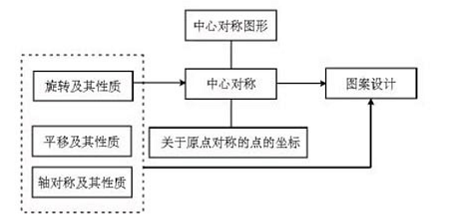 中心对称图形
旋转及其性质
中心对称
图案设计
平移及其性质
关于原点对称的点的坐标
轴对称及其性质